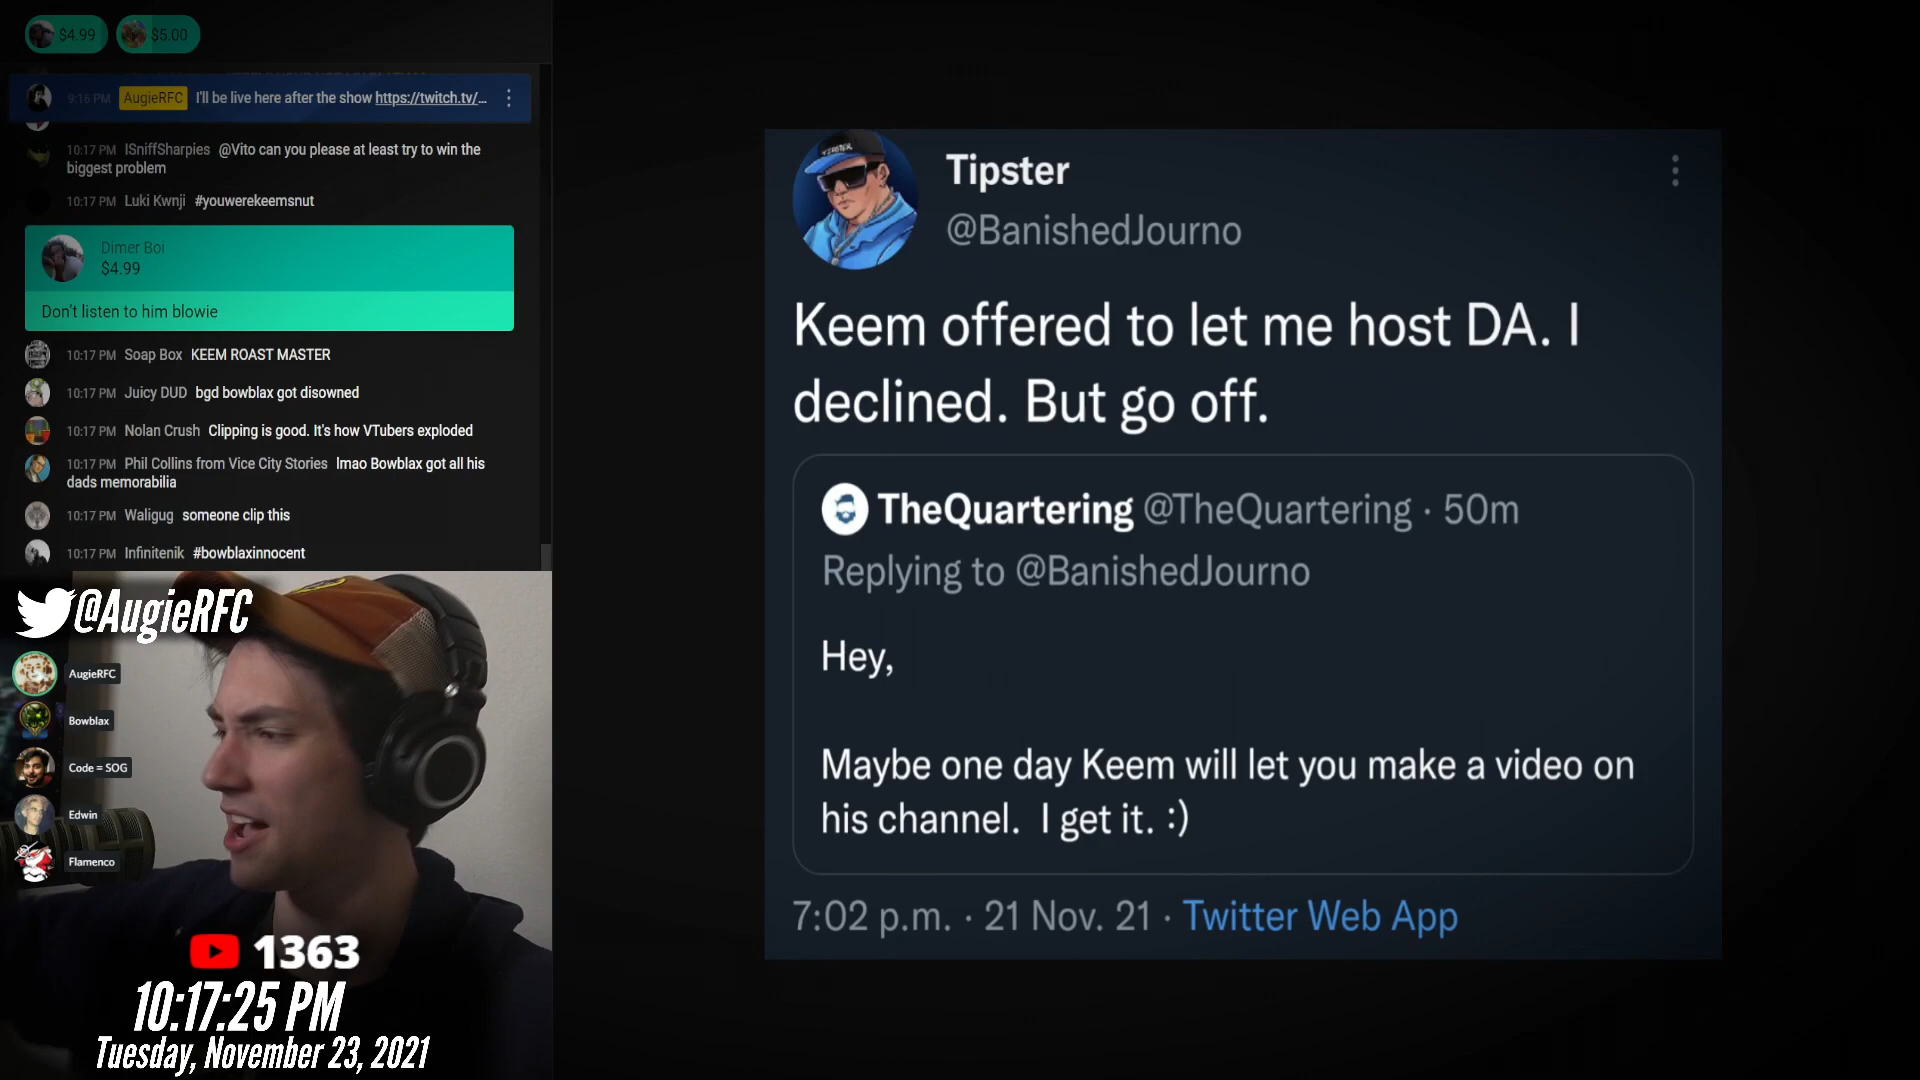 $4.99
$5.00
9:16 PM AugieRFC I'll be live here after the show https://twitch.tv/...
10:17 PM ISniffSharpies @Vito can you please at least try to win the
biggest problem
10:17 PM Luki Kwnji #youwerekeemsnut
Dimer Boi
$4.99
Don't listen to him blowie
10:17 PM Soap Box KEEM ROAST MASTER
10:17 PM Juicy DUD bgd bowblax got disowned
10:17 PM Nolan Crush Clipping is good. It's how VTubers exploded
10:17 PM Phil Collins from Vice City Stories lmao Bowblax got all his
dads memorabilia
10:17 PM Waligug someone clip this
10:17 PM Infinitenik #bowblaxinnocent
@AugieRFC
AugieRFC
Bowblax
Code = SOG
Edwin
Flamenco
1363
10:17:25 PM
Tuesday, November 23, 2021
Tipster
@BanishedJourno
Keem offered to let me host DA. I
declined. But go off.
TheQuartering @TheQuartering · 50m
Replying to @BanishedJourno
Hey,
Maybe one day Keem will let you make a video on
his channel. I get it. :)
7:02 p.m. · 21 Nov. 21 · Twitter Web App